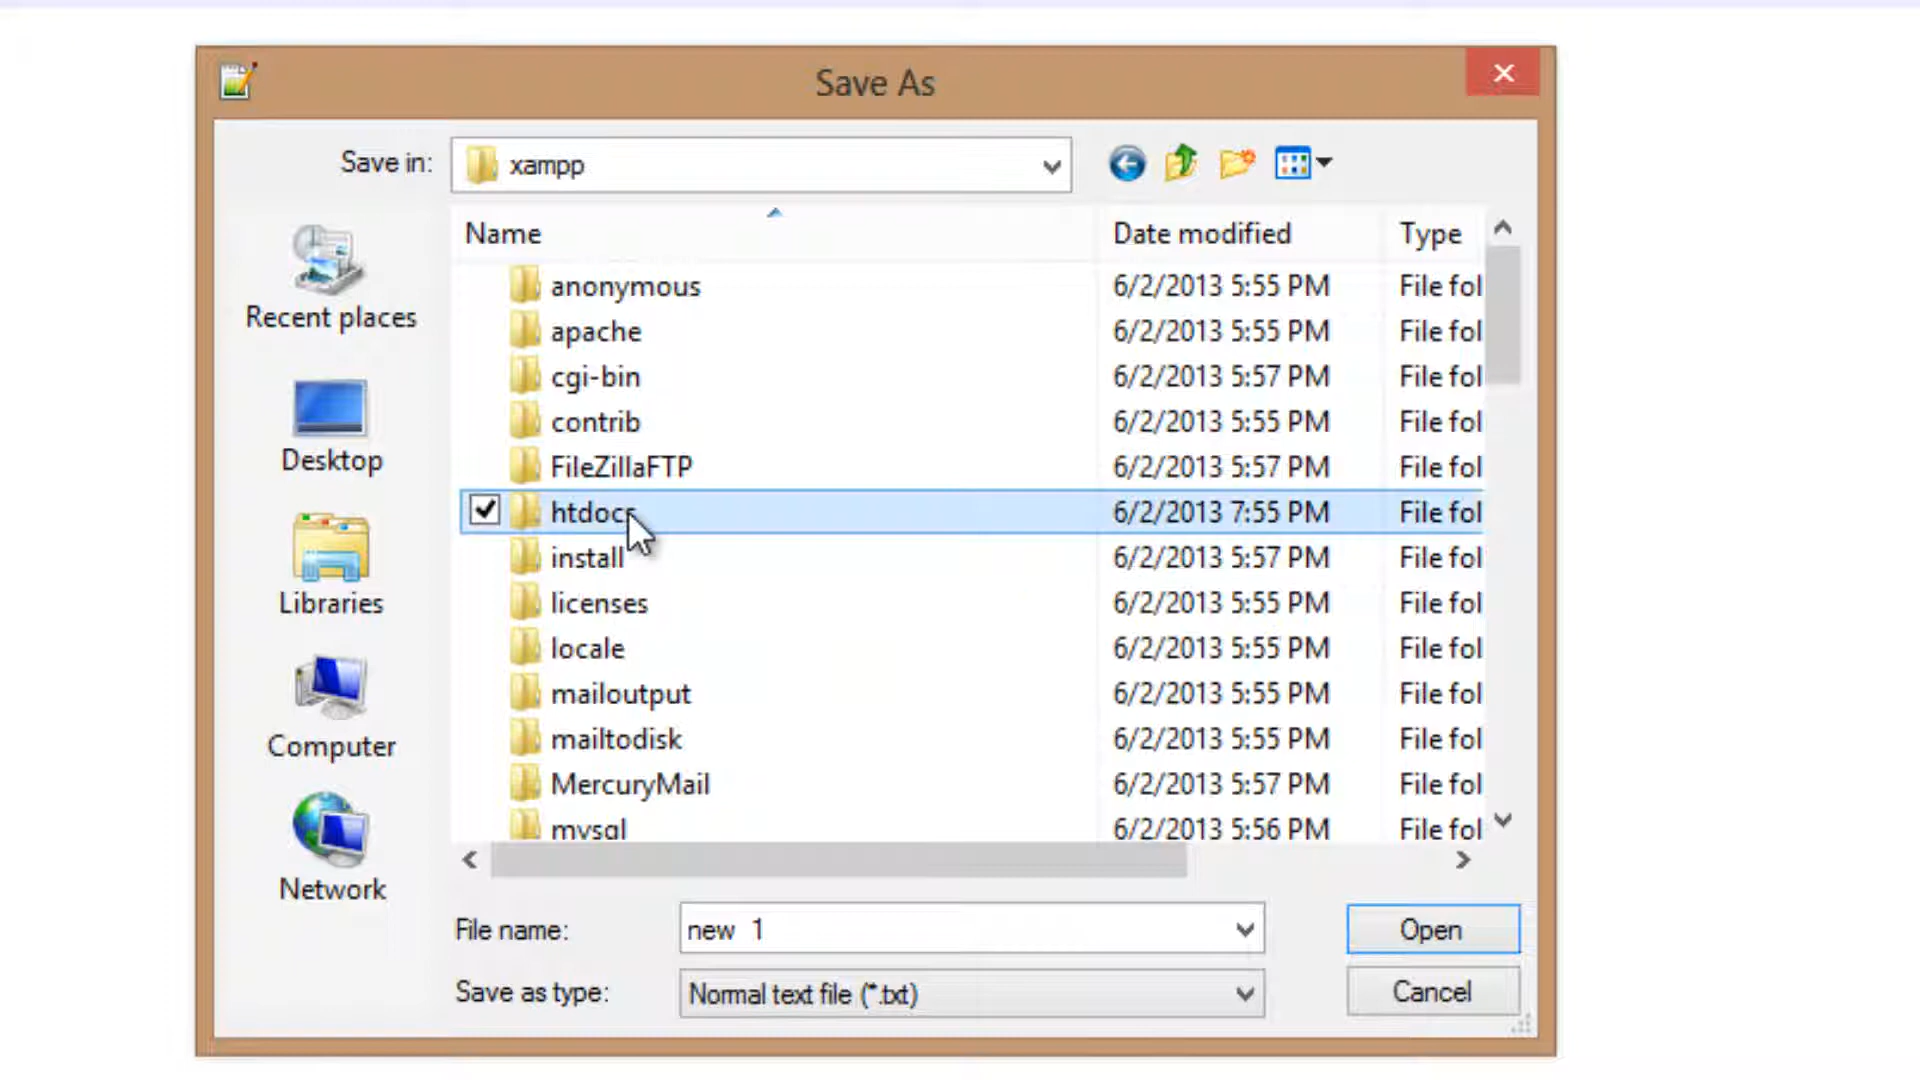 Save As
Save in: xampp
Name Date modified Type
anonymous 6/2/2013 5:55 PM File fol
apache 6/2/2013 5:55 PM File fol
cgi-bin 6/2/2013 5:57 PM File fol
contrib 6/2/2013 5:55 PM File fol
FileZillaFTP 6/2/2013 5:57 PM File fol
htdocs 6/2/2013 7:55 PM File fol
install 6/2/2013 5:57 PM File fol
licenses 6/2/2013 5:55 PM File fol
locale 6/2/2013 5:55 PM File fol
mailoutput 6/2/2013 5:55 PM File fol
mailtodisk 6/2/2013 5:55 PM File fol
MercuryMail 6/2/2013 5:57 PM File fol
mysql 6/2/2013 5:56 PM File fol
Recent places
Desktop
Libraries
Computer
Network
File name: new  1 Open
Save as type: Normal text file (*.txt) Cancel